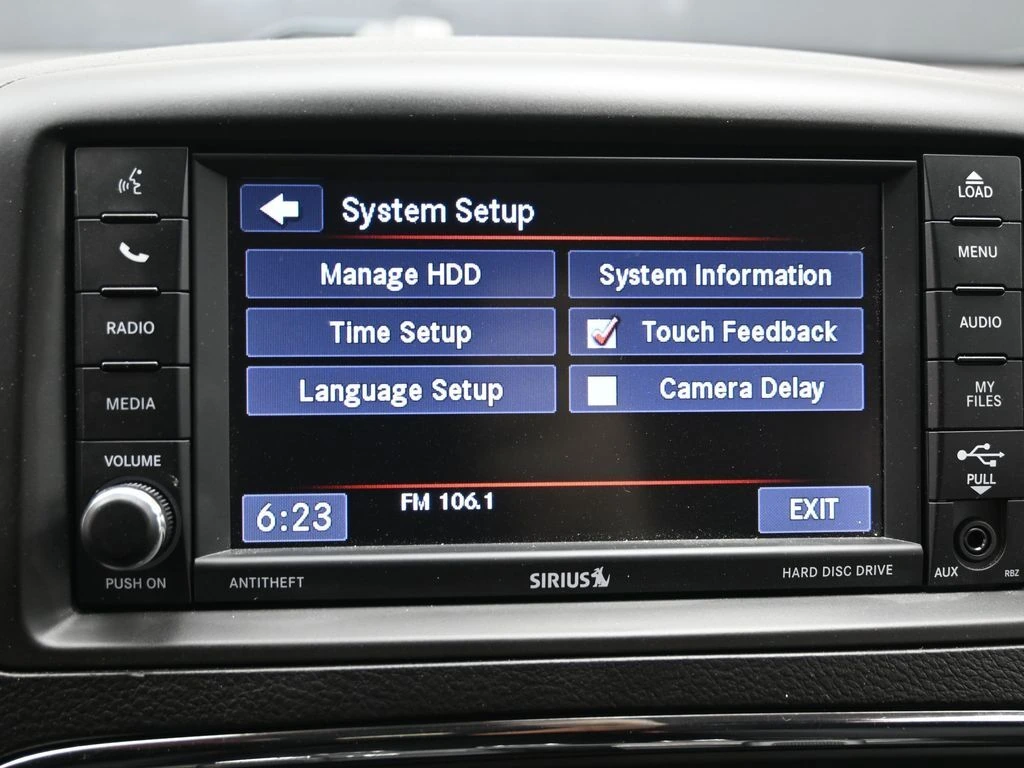 System Setup
Manage HDD
System Information
Time Setup
Touch Feedback
Language Setup
Camera Delay
6:23
FM 106.1
EXIT
RADIO
MEDIA
VOLUME
PUSH ON
LOAD
MENU
AUDIO
MY
FILES
PULL
AUX
RBZ
ANTITHEFT
SIRIUS
HARD DISC DRIVE